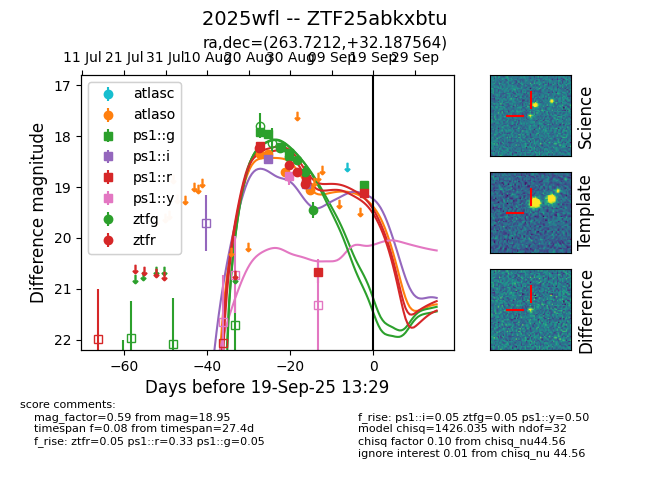 2025wfl -- ZTF25abkxbtu
ra,dec=(263.7212,+32.187564)
11 Jul 21 Jul 31 Jul 10 Aug 20 Aug 30 Aug 09 Sep 19 Sep 29 Sep
17
18
19
20
21
22
Difference magnitude
atlasc
atlaso
ps1::g
ps1::i
ps1::r
ps1::y
ztfg
ztfr
−60 −40 −20 0
Days before 19-Sep-25 13:29
Science
Template
Difference
score comments:
mag_factor=0.59 from mag=18.95
timespan f=0.08 from timespan=27.4d
f_rise: ztfr=0.05 ps1::r=0.33 ps1::g=0.05
f_rise: ps1::i=0.05 ztfg=0.05 ps1::y=0.50
model chisq=1426.035 with ndof=32
chisq factor 0.10 from chisq_nu44.56
ignore interest 0.01 from chisq_nu 44.56